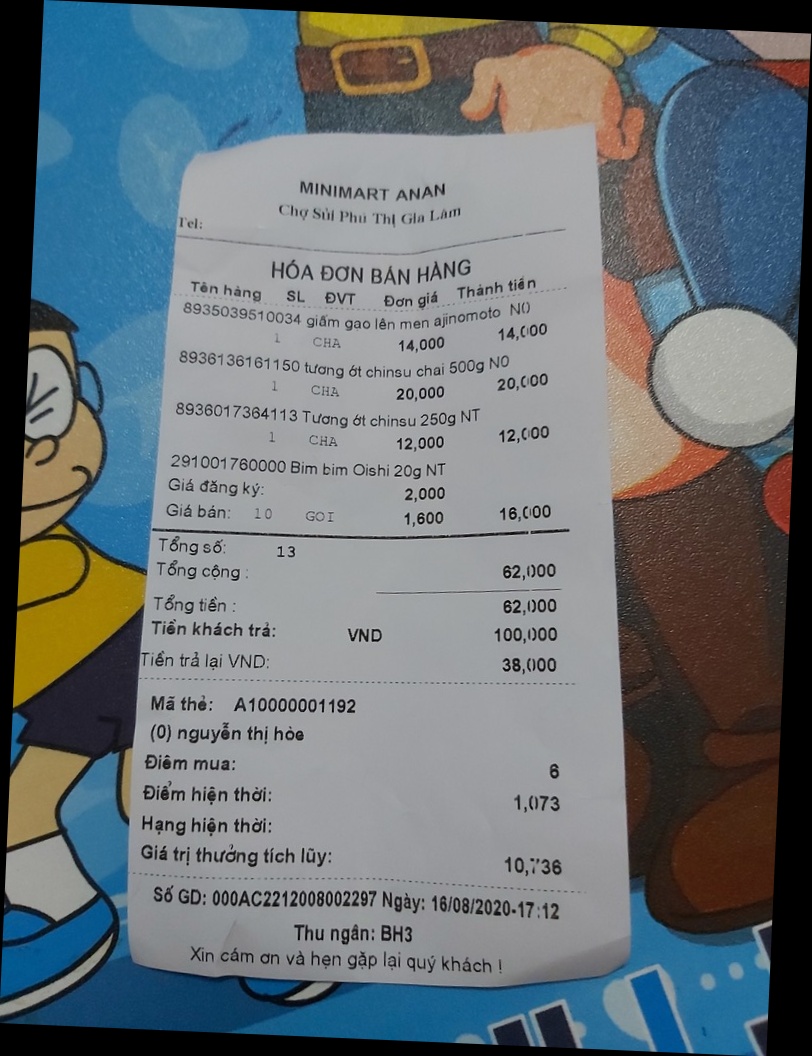 MINIMART ANAN
Chợ Sủi Phú Thị Gia Lâm
Tel:
HÓA ĐƠN BÁN HÀNG
Tên hàng SL ĐVT Đơn giá Thành tiền
8935039510034 giấm gạo lên men ajinomoto N0
1 CHA 14,000 14,000
8936136161150 tương ớt chinsu chai 500g N0
1 CHA 20,000 20,000
8936017364113 Tương ớt chinsu 250g NT
1 CHA 12,000 12,000
291001760000 Bim bim Oishi 20g NT
Giá đăng ký: 2,000
Giá bán: 10 GOI 1,600 16,000
Tổng số: 13
Tổng cộng : 62,000
Tổng tiền : 62,000
Tiền khách trả: VND 100,000
Tiền trả lại VND: 38,000
Mã thẻ: A10000001192
(0) nguyễn thị hòe
Điểm mua: 6
Điểm hiện thời: 1,073
Hạng hiện thời:
Giá trị thưởng tích lũy: 10,736
Số GD: 000AC2212008002297 Ngày: 16/08/2020-17:12
Thu ngân: BH3
Xin cám ơn và hẹn gặp lại quý khách !